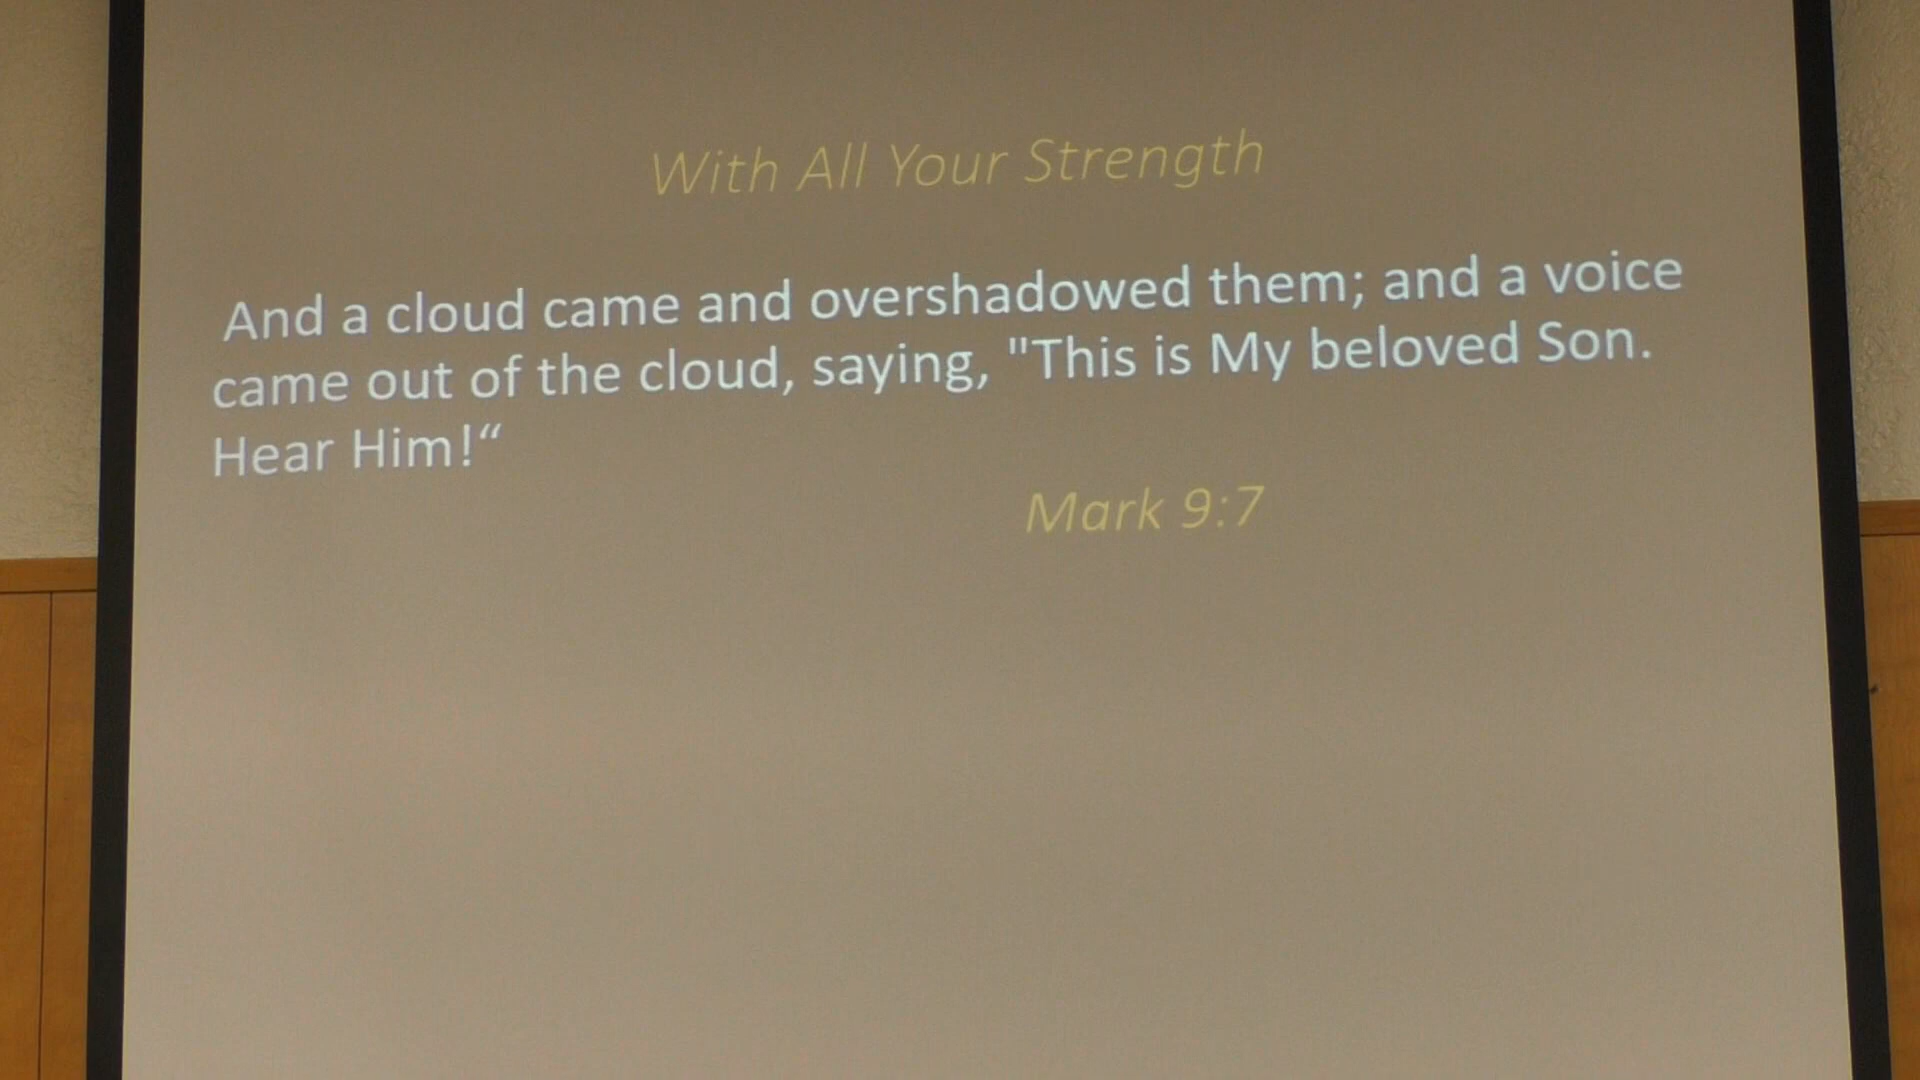 With All Your Strength
And a cloud came and overshadowed them; and a voice
came out of the cloud, saying, "This is My beloved Son.
Hear Him!“
Mark 9:7